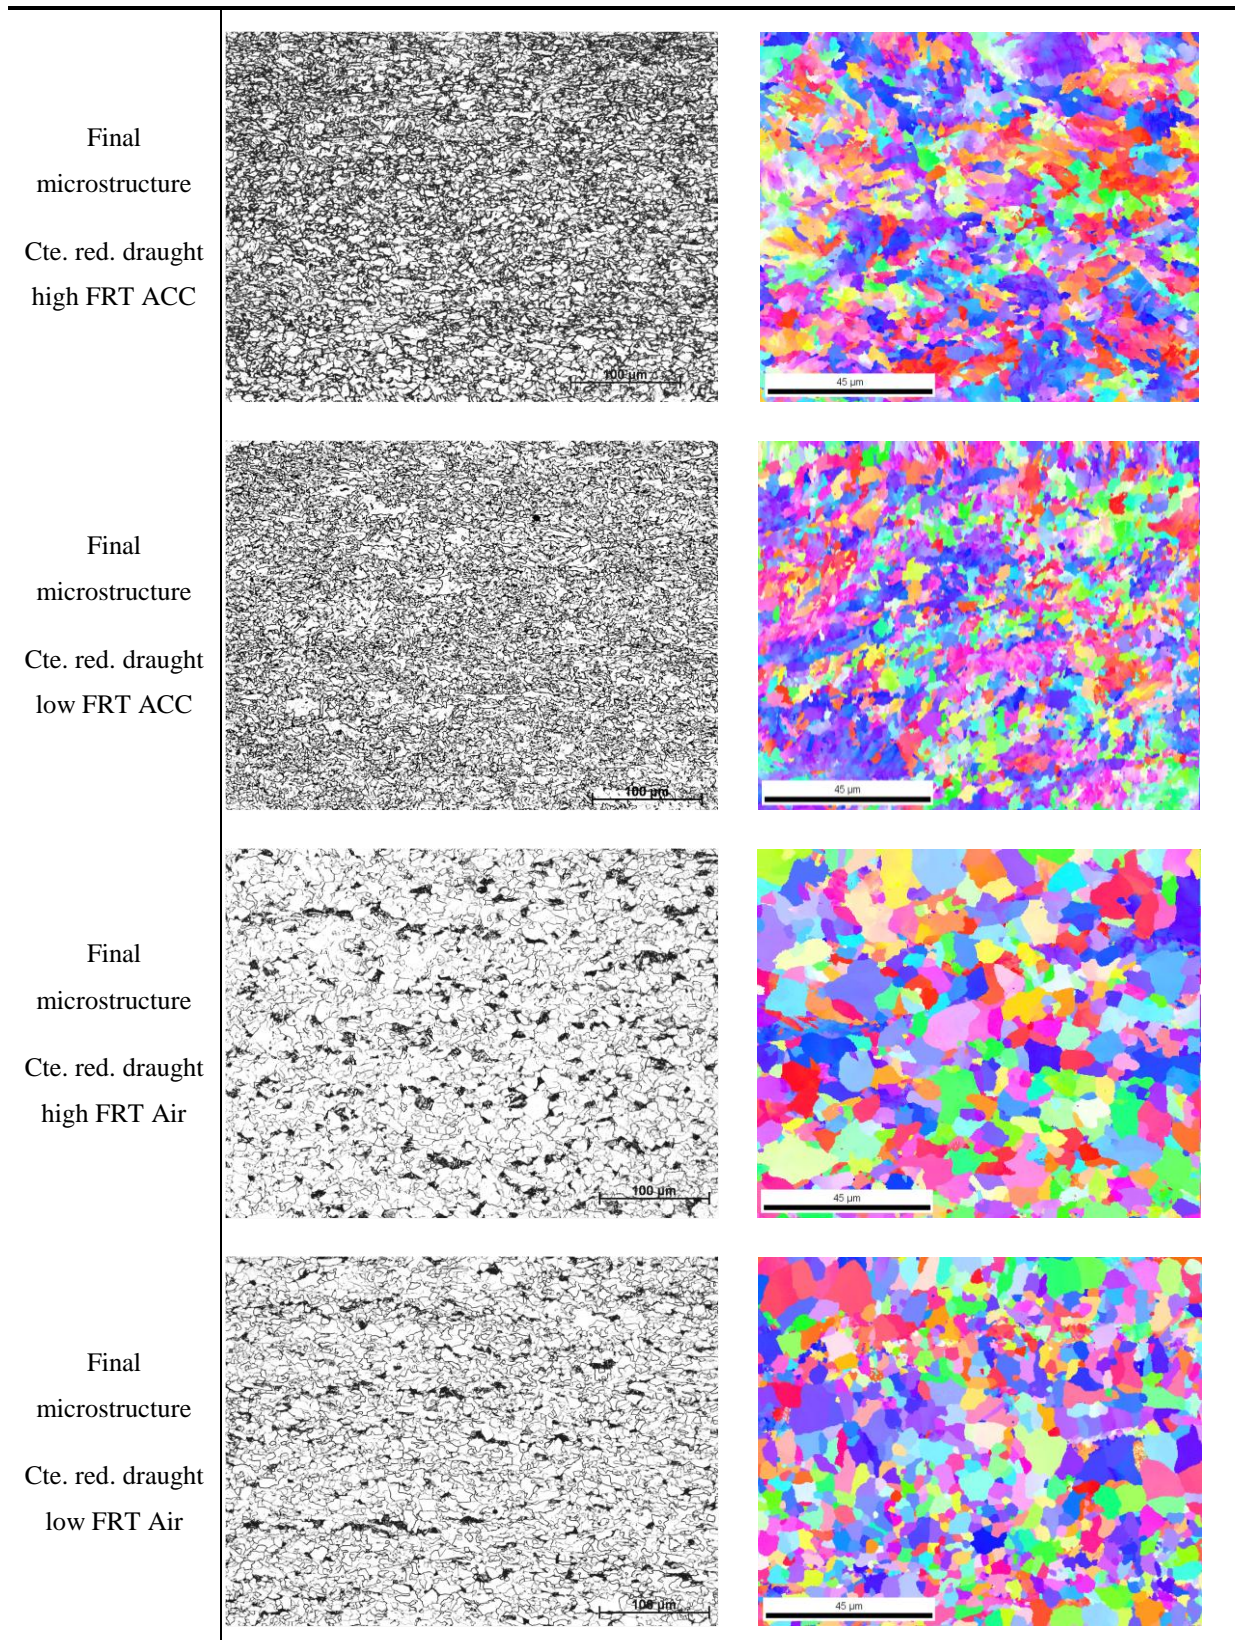 Final
microstructure
Cte. red. draught
high FRT ACC
100 µm
45 µm
Final
microstructure
Cte. red. draught
low FRT ACC
100 µm
45 µm
Final
microstructure
Cte. red. draught
high FRT Air
100 µm
45 µm
Final
microstructure
Cte. red. draught
low FRT Air
100 µm
45 µm